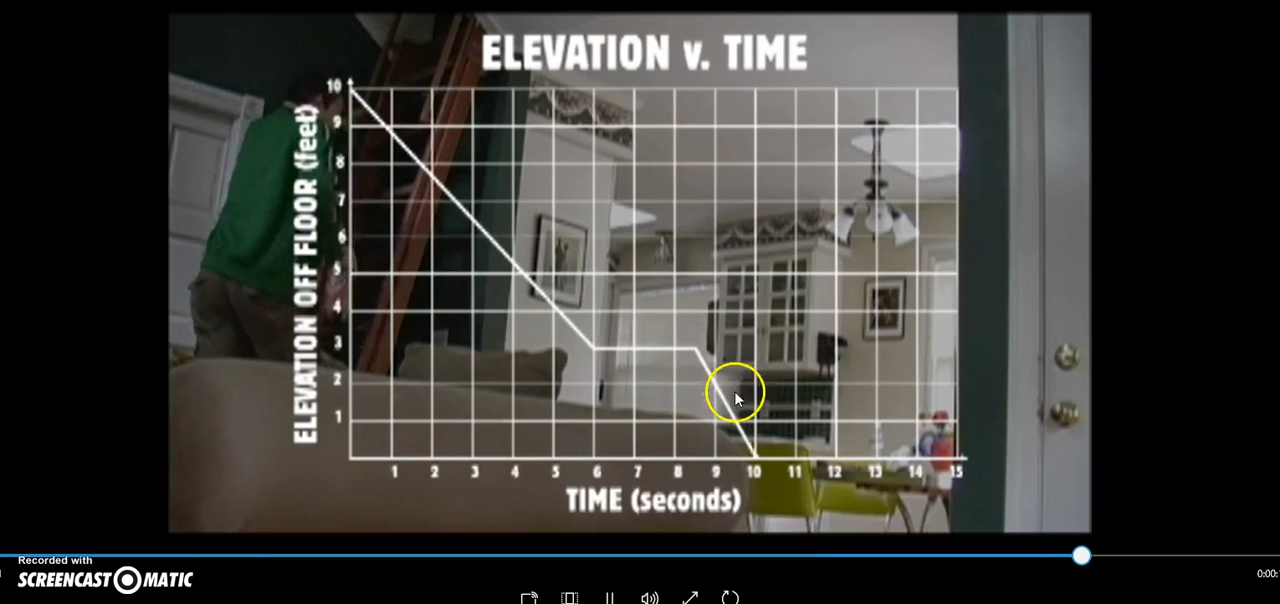 ELEVATION v. TIME
ELEVATION OFF FLOOR (feet)
10
9
8
7
6
5
4
3
2
1
1 2 3 4 5 6 7 8 9 10 11 12 13 14 15
TIME (seconds)
Recorded with
SCREENCAST MATIC
0:00: